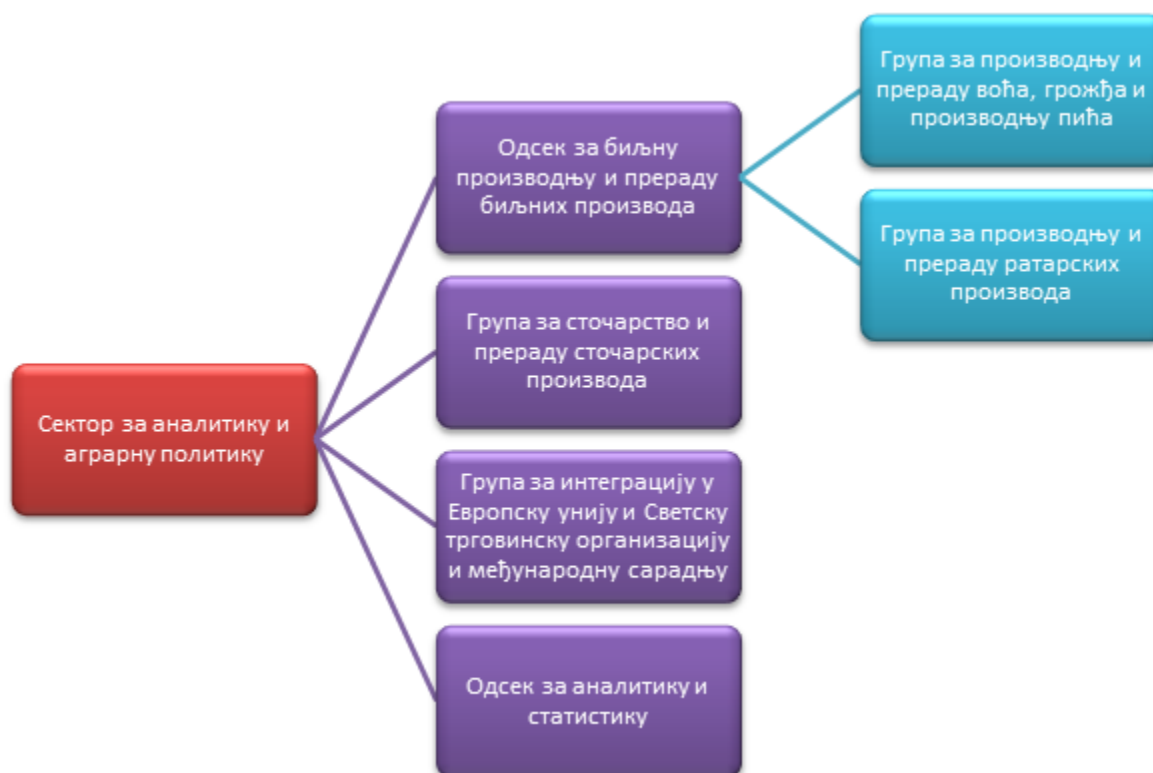 Сектор за аналитику и
аграрну политику
Одсек за биљну
производњу и прераду
биљних производа
Група за производњу и
прераду воћа, грожђа и
производњу пића
Група за производњу и
прераду ратарских
производа
Група за сточарство и
прераду сточарских
производа
Група за интеграцију у
Европску унију и Светску
трговинску организацију
и међународну сарадњу
Одсек за аналитику и
статистику